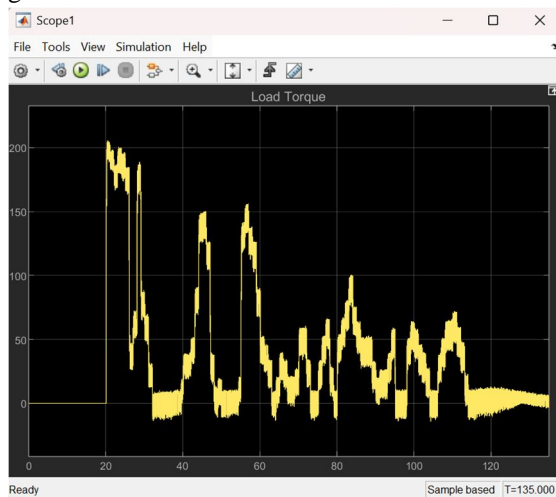 Scope1
File Tools View Simulation Help
Load Torque
200
150
100
50
0
0 20 40 60 80 100 120
Ready Sample based T=135.000